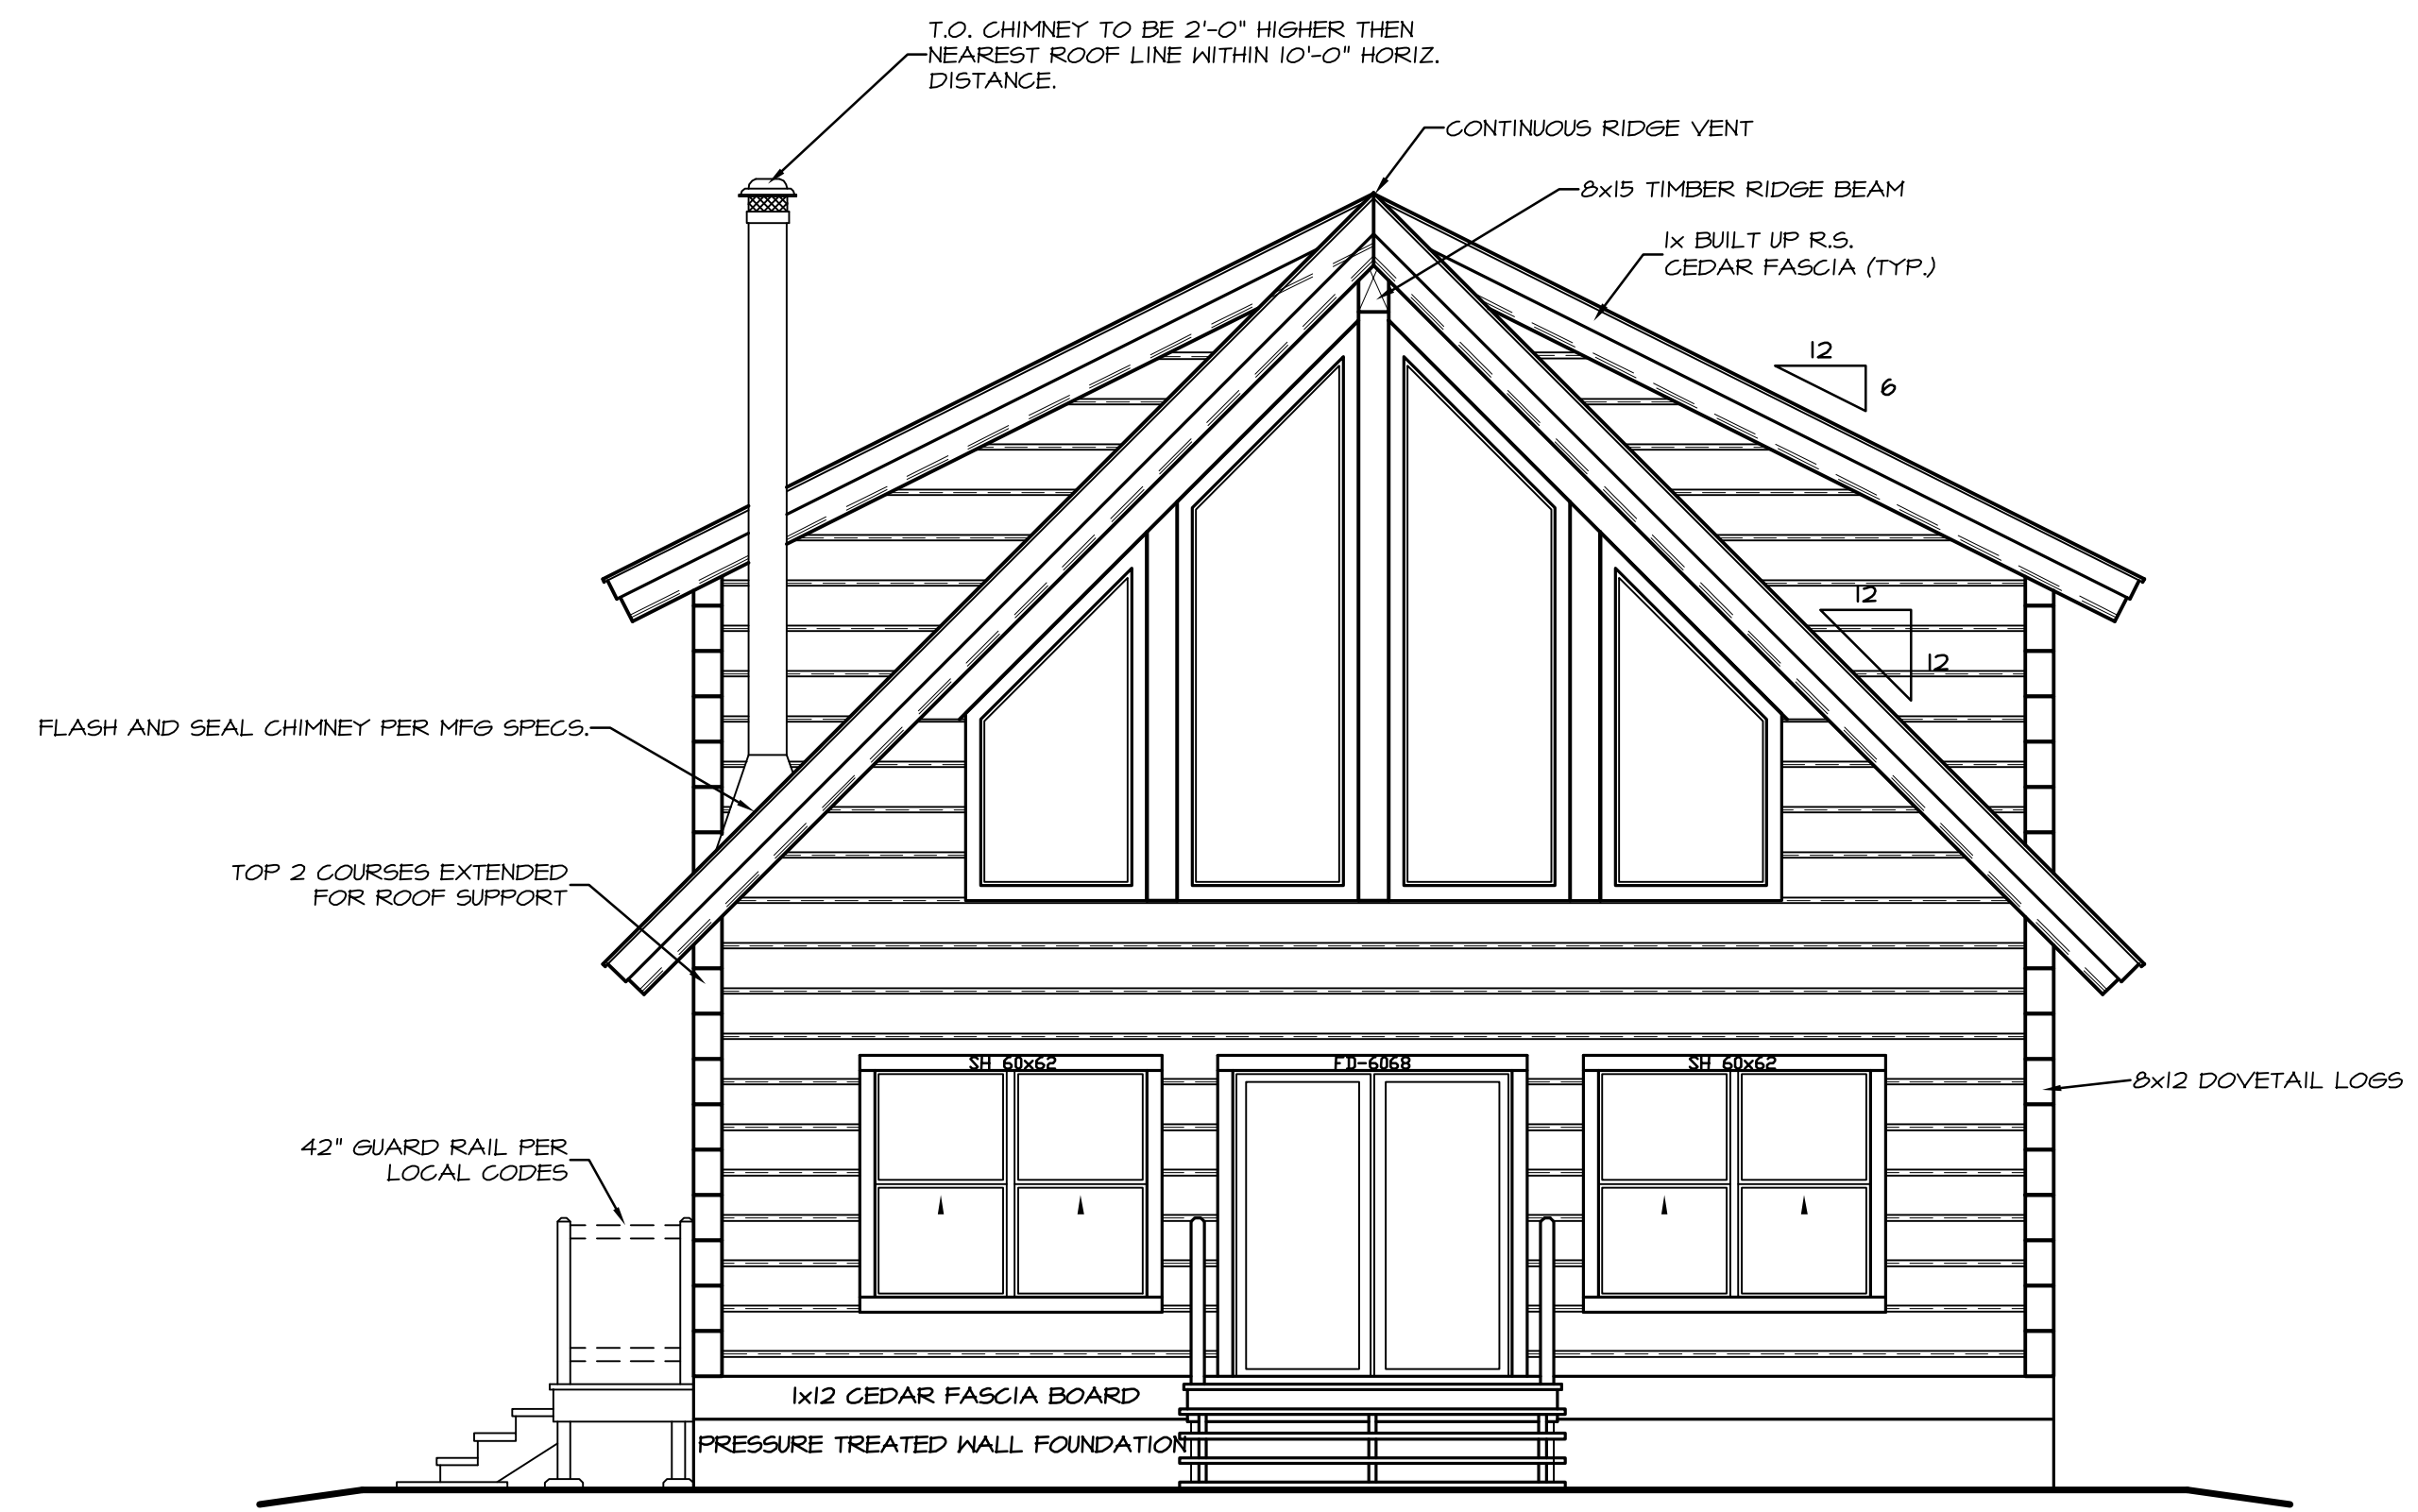 T.O. CHIMNEY TO BE 2'-0" HIGHER THEN
NEAREST ROOF LINE WITHIN 10'-0" HORIZ.
DISTANCE.
CONTINUOUS RIDGE VENT
8x15 TIMBER RIDGE BEAM
1x BUILT UP R.S.
CEDAR FASCIA (TYP.)
12
6
12
12
FLASH AND SEAL CHIMNEY PER MFG SPECS.
TOP 2 COURSES EXTENDED
FOR ROOF SUPPORT
SH 60x62
FD-6068
SH 60x62
8x12 DOVETAIL LOGS
42" GUARD RAIL PER
LOCAL CODES
1x12 CEDAR FASCIA BOARD
PRESSURE TREATED WALL FOUNDATION